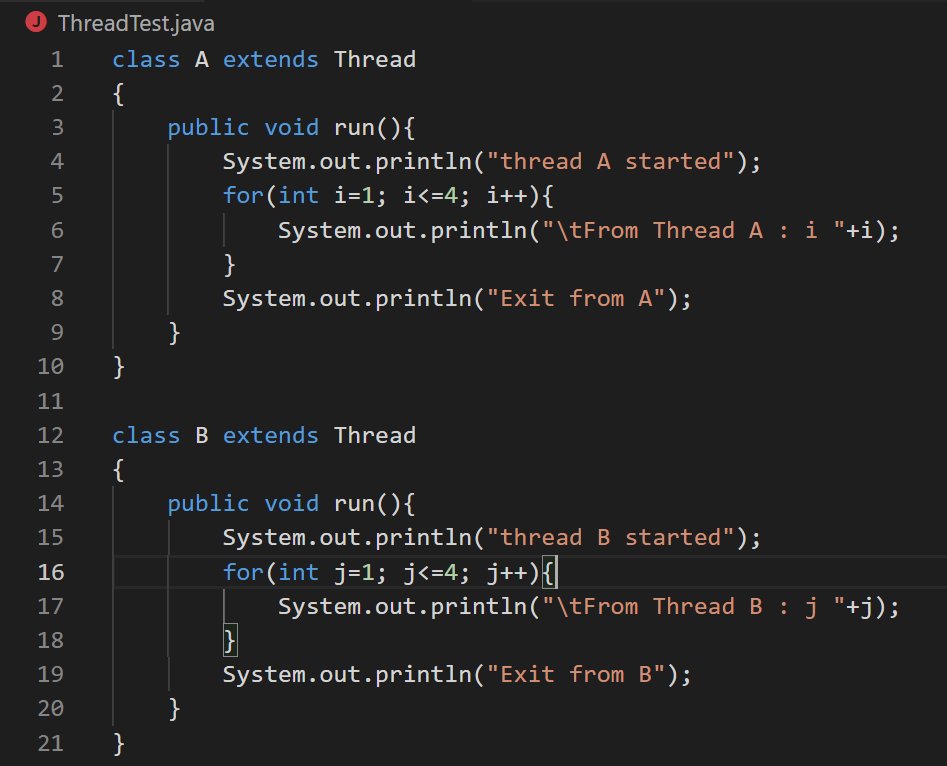 J ThreadTest.java
1 class A extends Thread
2 {
3 public void run(){
4 System.out.println("thread A started");
5 for(int i=1; i<=4; i++){
6 System.out.println("\tFrom Thread A : i "+i);
7 }
8 System.out.println("Exit from A");
9 }
10 }
11
12 class B extends Thread
13 {
14 public void run(){
15 System.out.println("thread B started");
16 for(int j=1; j<=4; j++){
17 System.out.println("\tFrom Thread B : j "+j);
18 }
19 System.out.println("Exit from B");
20 }
21 }